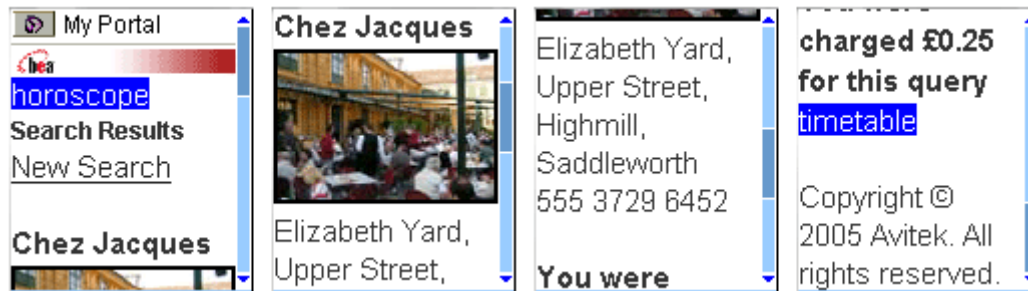 My Portal
bea
horoscope
Search Results
New Search
Chez Jacques
Chez Jacques
Elizabeth Yard,
Upper Street,
Elizabeth Yard,
Upper Street,
Highmill,
Saddleworth
555 3729 6452
You were
You were
charged £0.25
for this query
timetable
Copyright ©
2005 Avitek. All
rights reserved.